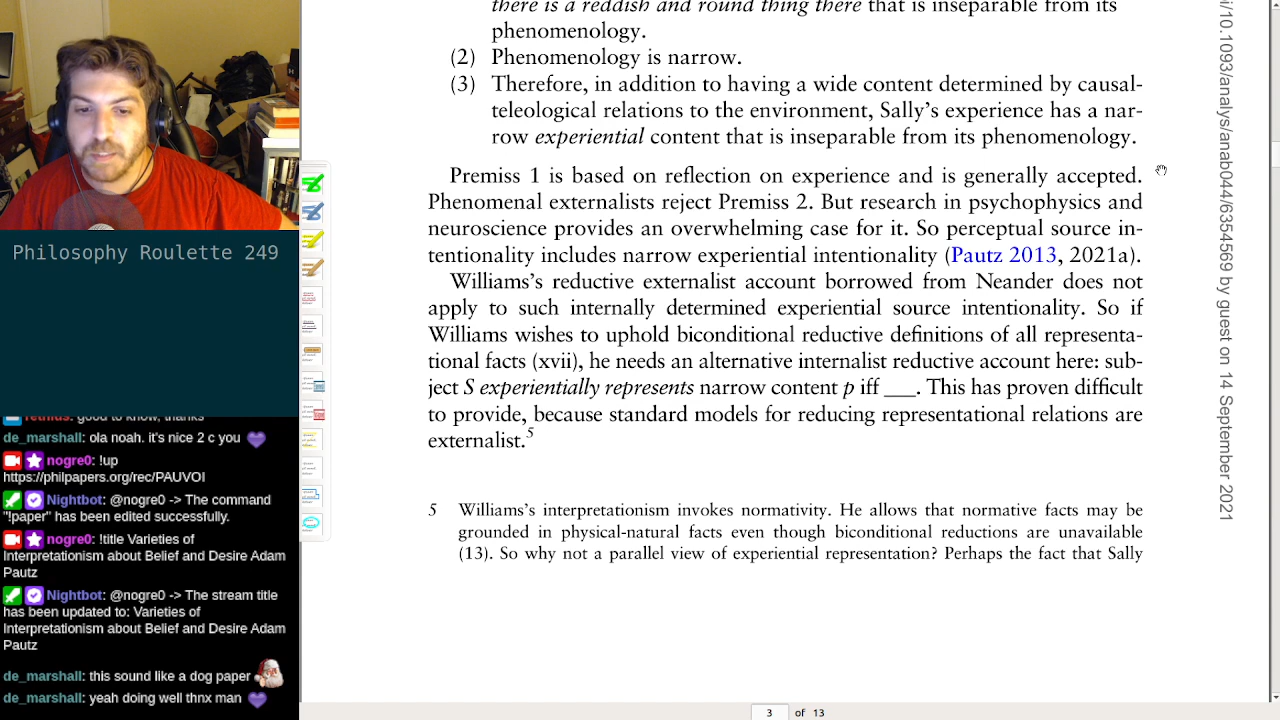 there is a reddish and round thing there that is inseparable from its
phenomenology.
(2) Phenomenology is narrow.
(3) Therefore, in addition to having a wide content determined by causal-
teleological relations to the environment, Sally's experience has a nar-
row experiential content that is inseparable from its phenomenology.
Premiss 1 is based on reflecting on experience and is generally accepted.
Phenomenal externalists reject Premiss 2. But research in psychophysics and
neuroscience provides an overwhelming case for it. So perceptual source in-
tentionality includes narrow experiential intentionality (Pautz 2013, 2021a).
Williams's reductive externalist account borrowed from Neander does not
apply to such internally determined experiential source intentionality. So if
Williams wishes to uphold biconditional reductive conditions on all representa-
tional facts (xvii), he needs an alternative internalist reductive account here: sub-
ject S experientially represents narrow content p iff __. This has proven difficult
to provide, because standard models for reducing representational relations are
externalist.5
5 Williams's interpretationism invokes normativity. He allows that normative facts may be
grounded in physical-natural facts even though biconditional reductions are unavailable
(13). So why not a parallel view of experiential representation? Perhaps the fact that Sally
i/10.1093/analys/anab044/6354569 by guest on 14 September 2021
3 of 13
Philosophy Roulette 249
good to know, thanks
de_marshall: ola noah. it's nice 2 c you
nogre0: !up
https://philpapers.org/rec/PAUVOI
Nightbot: @nogre0 -> The command
"!paper" has been edited successfully.
nogre0: !title Varieties of
Interpretationism about Belief and Desire Adam
Pautz
Nightbot: @nogre0 -> The stream title
has been updated to: Varieties of
Interpretationism about Belief and Desire Adam
Pautz
de_marshall: this sound like a dog paper
de_marshall: yeah doing well thnx man